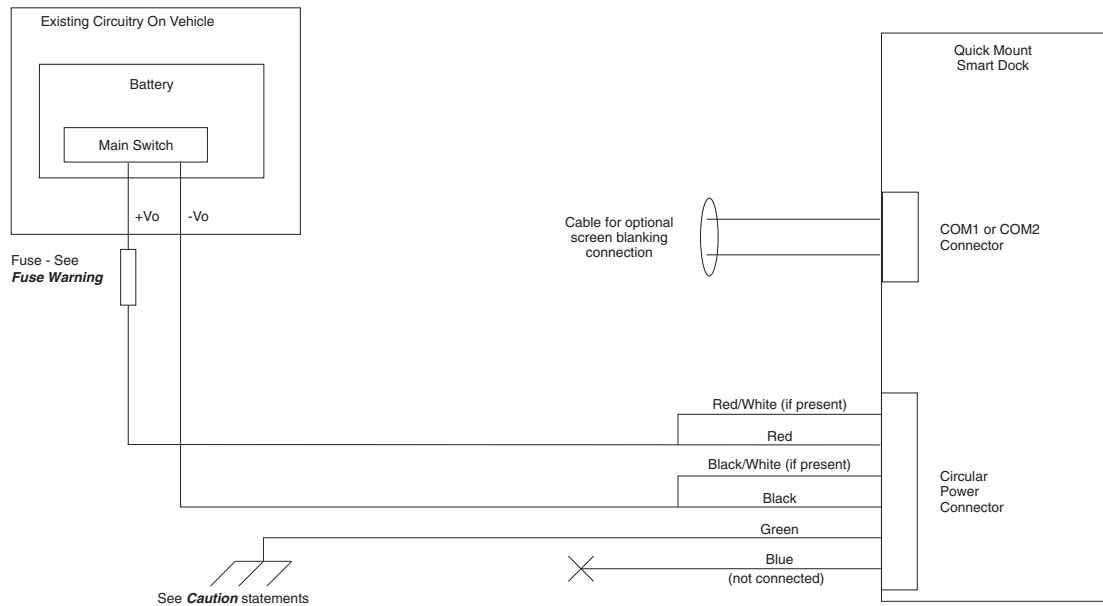 Existing Circuitry On Vehicle
Battery
Main Switch
+Vo
-Vo
Fuse - See
Fuse Warning
Quick Mount
Smart Dock
Cable for optional
screen blanking
connection
COM1 or COM2
Connector
Red/White (if present)
Red
Black/White (if present)
Black
Green
Blue
(not connected)
Circular
Power
Connector
See Caution statements